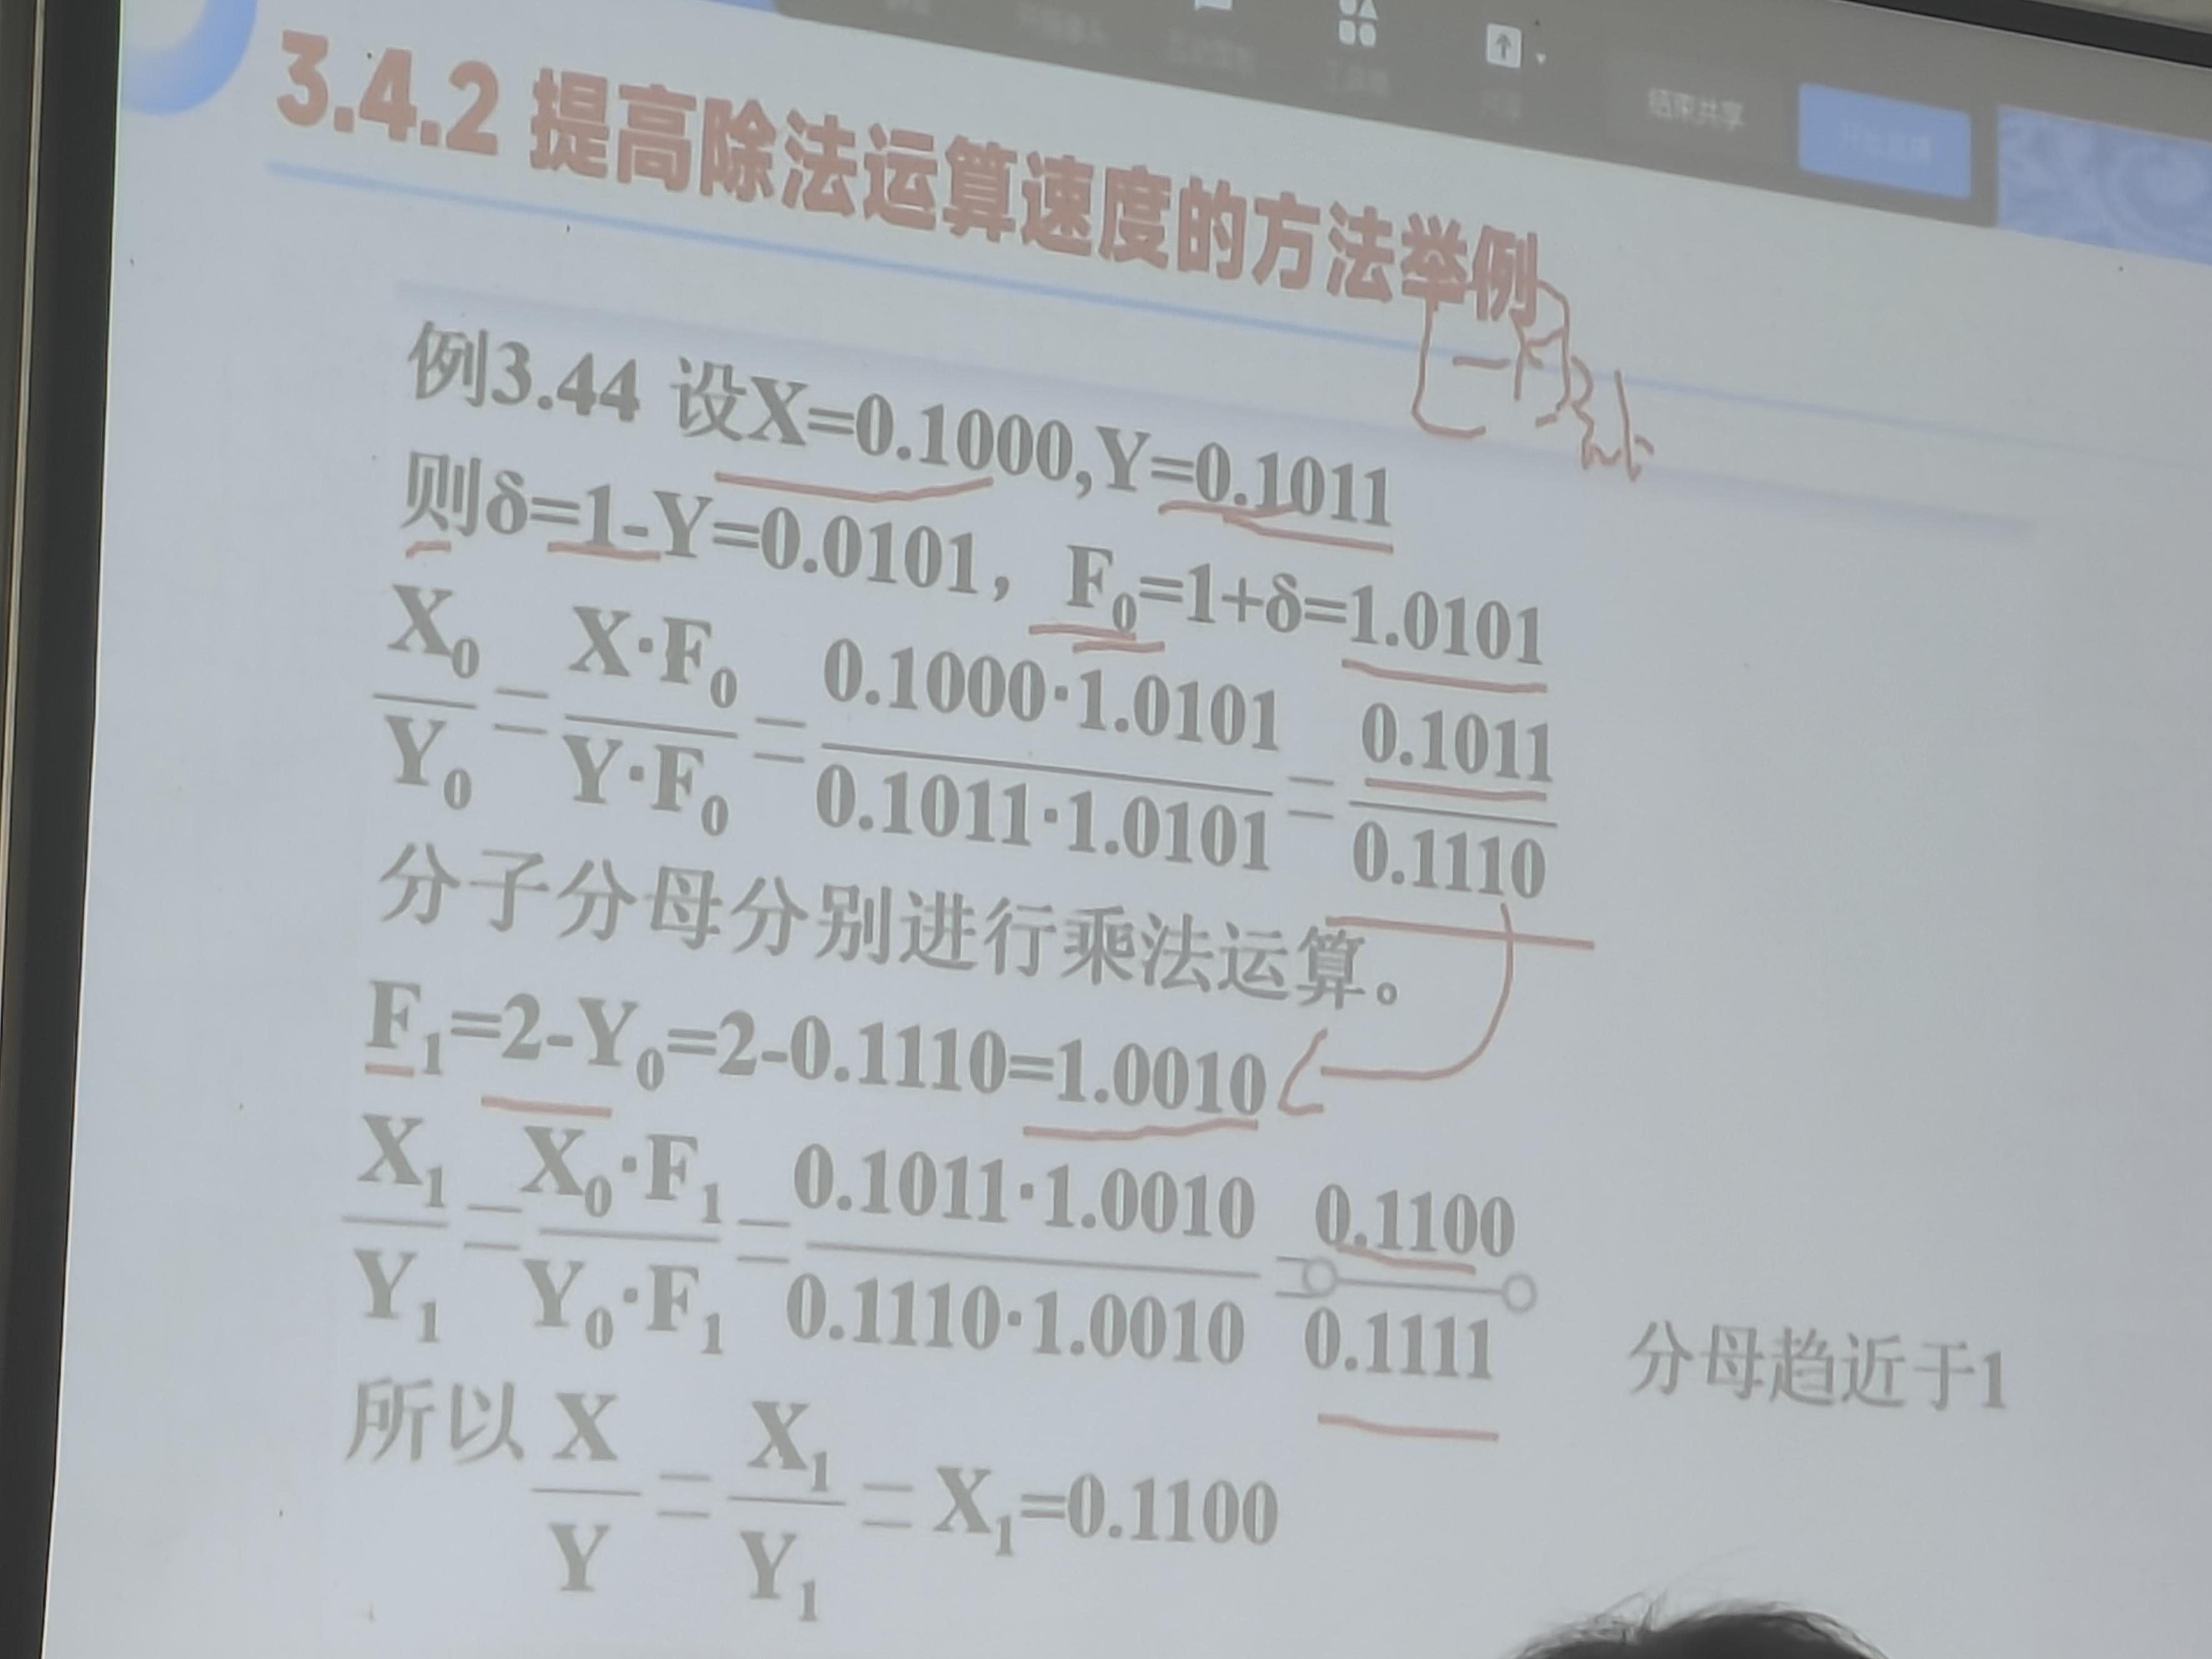 结束共享
3.4.2 提高除法运算速度的方法举例
例3.44 设X=0.1000,Y=0.1011
则δ=1-Y=0.0101，F₀=1+δ=1.0101
X₀/Y₀ = X·F₀/Y·F₀ = 0.1000·1.0101/0.1011·1.0101 = 0.1011/0.1110
分子分母分别进行乘法运算。
F₁=2-Y₀=2-0.1110=1.0010
X₁/Y₁ = X₀·F₁/Y₀·F₁ = 0.1011·1.0010/0.1110·1.0010 = 0.1100/0.1111 分母趋近于1
所以 X/Y = X₁/Y₁ = X₁=0.1100